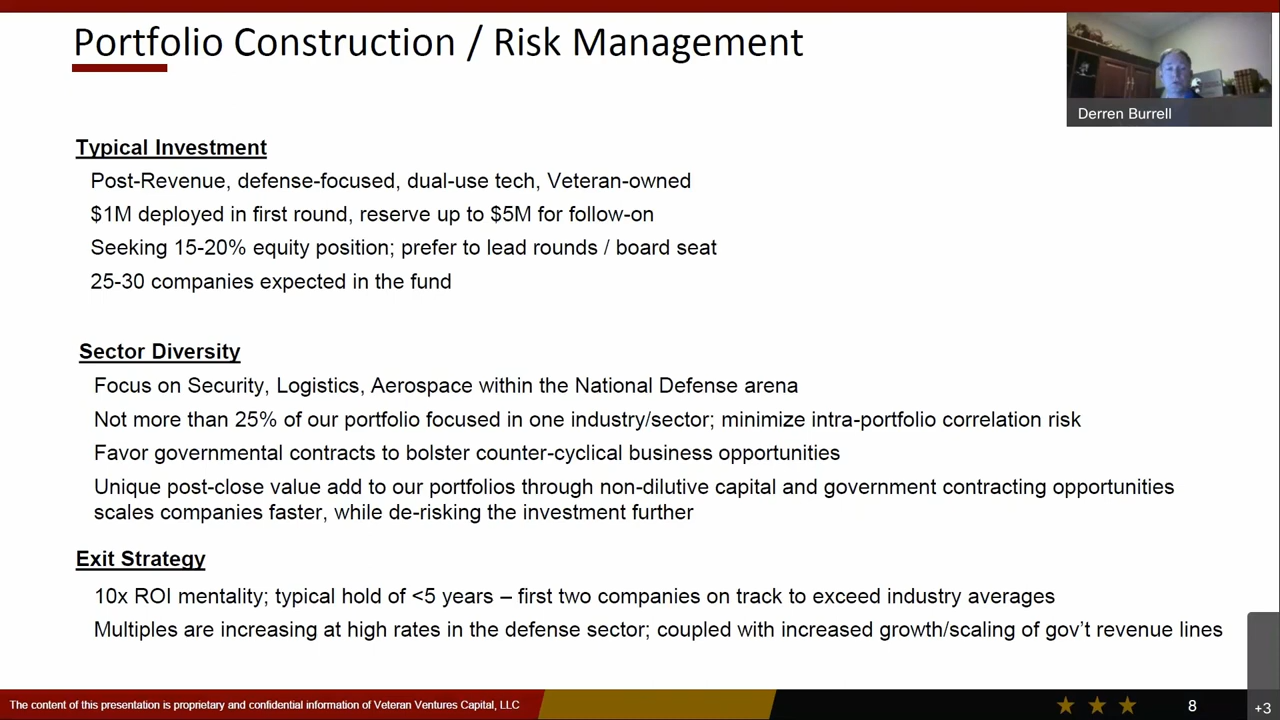 Portfolio Construction / Risk Management
Derren Burrell
Typical Investment
Post-Revenue, defense-focused, dual-use tech, Veteran-owned
$1M deployed in first round, reserve up to $5M for follow-on
Seeking 15-20% equity position; prefer to lead rounds / board seat
25-30 companies expected in the fund
Sector Diversity
Focus on Security, Logistics, Aerospace within the National Defense arena
Not more than 25% of our portfolio focused in one industry/sector; minimize intra-portfolio correlation risk
Favor governmental contracts to bolster counter-cyclical business opportunities
Unique post-close value add to our portfolios through non-dilutive capital and government contracting opportunities
scales companies faster, while de-risking the investment further
Exit Strategy
10x ROI mentality; typical hold of <5 years – first two companies on track to exceed industry averages
Multiples are increasing at high rates in the defense sector; coupled with increased growth/scaling of gov’t revenue lines
The content of this presentation is proprietary and confidential information of Veteran Ventures Capital, LLC
8
+3